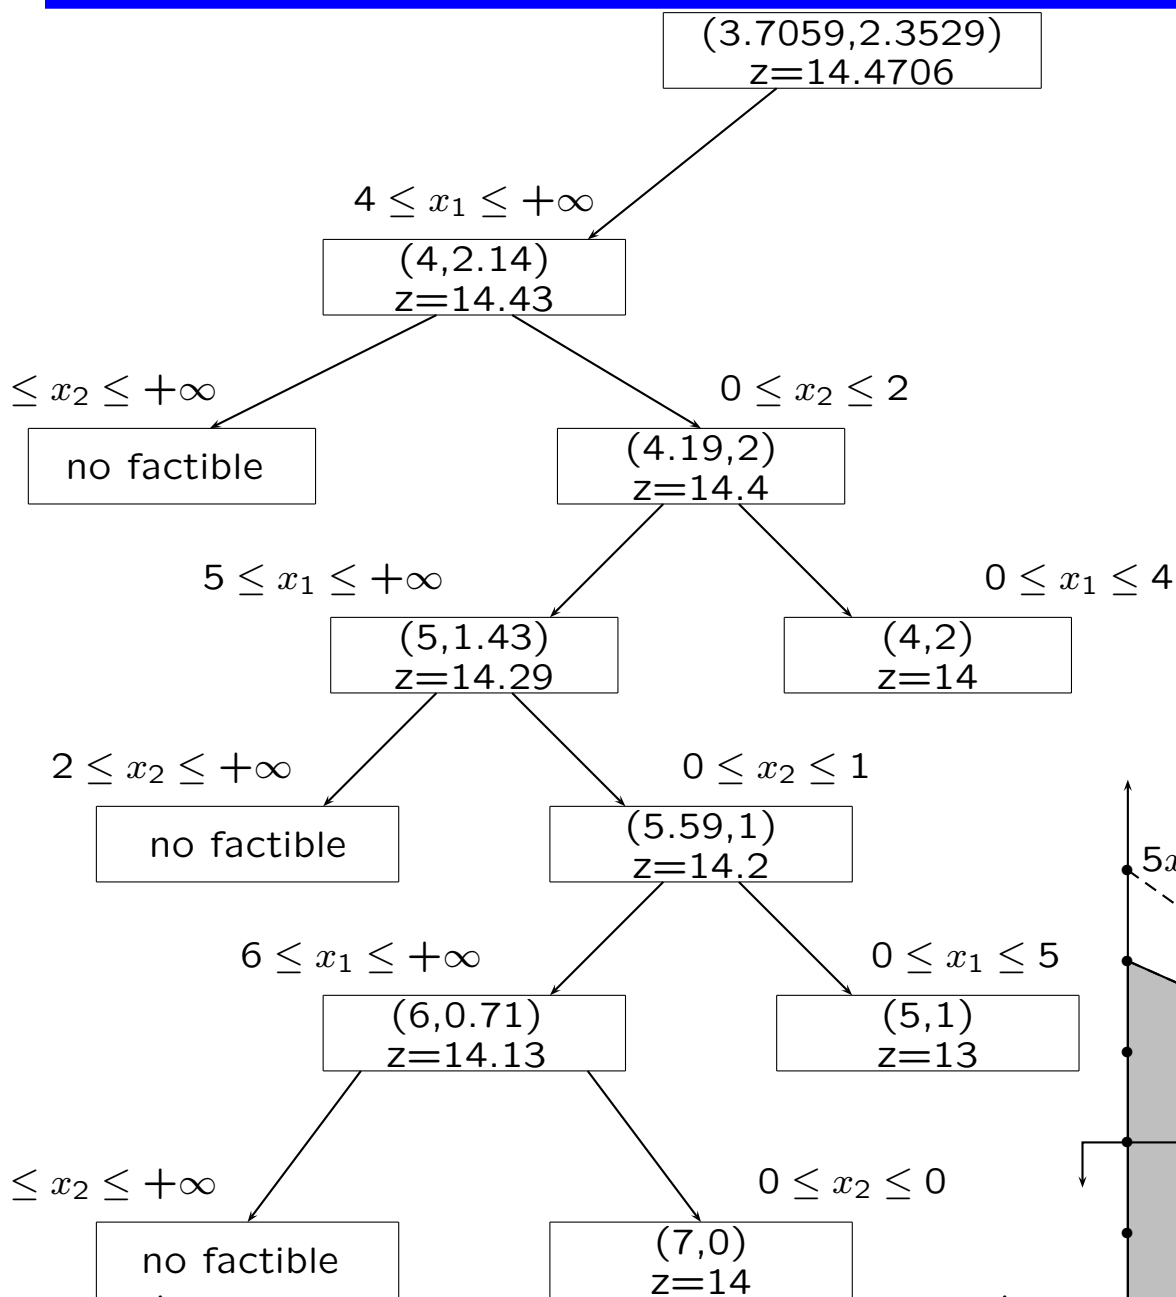 (3.7059,2.3529)
z=14.4706
4 ≤ x₁ ≤ +∞
(4,2.14)
z=14.43
≤ x₂ ≤ +∞
0 ≤ x₂ ≤ 2
no factible
(4.19,2)
z=14.4
5 ≤ x₁ ≤ +∞
0 ≤ x₁ ≤ 4
(5,1.43)
z=14.29
(4,2)
z=14
2 ≤ x₂ ≤ +∞
0 ≤ x₂ ≤ 1
no factible
(5.59,1)
z=14.2
5x
6 ≤ x₁ ≤ +∞
0 ≤ x₁ ≤ 5
(6,0.71)
z=14.13
(5,1)
z=13
≤ x₂ ≤ +∞
0 ≤ x₂ ≤ 0
no factible
(7,0)
z=14